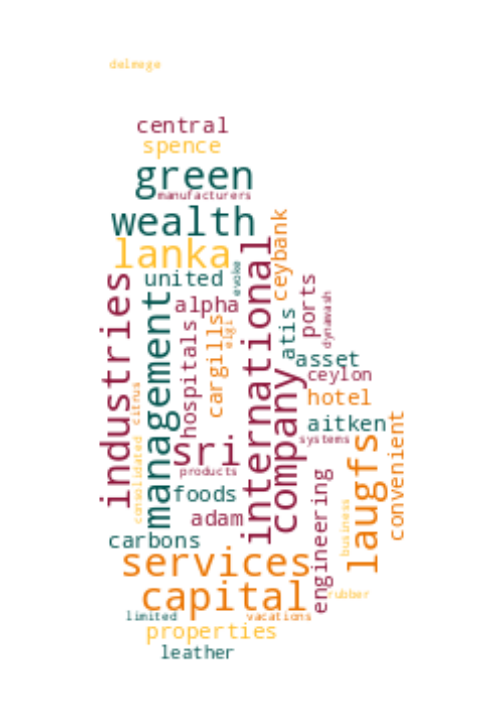 delmege
central
spence
green
manufacturers
wealth
lanka
ceybank
international
united
evoke
industries
management
alpha
ports
dynawash
hospitals
cargills
elgi
atis
asset
ceylon
company
citrus
hotel
consolidated
aitken
convenient
systems
sri
laugfs
products
engineering
foods
business
adam
carbons
services
capital
rubber
limited
vacations
properties
leather